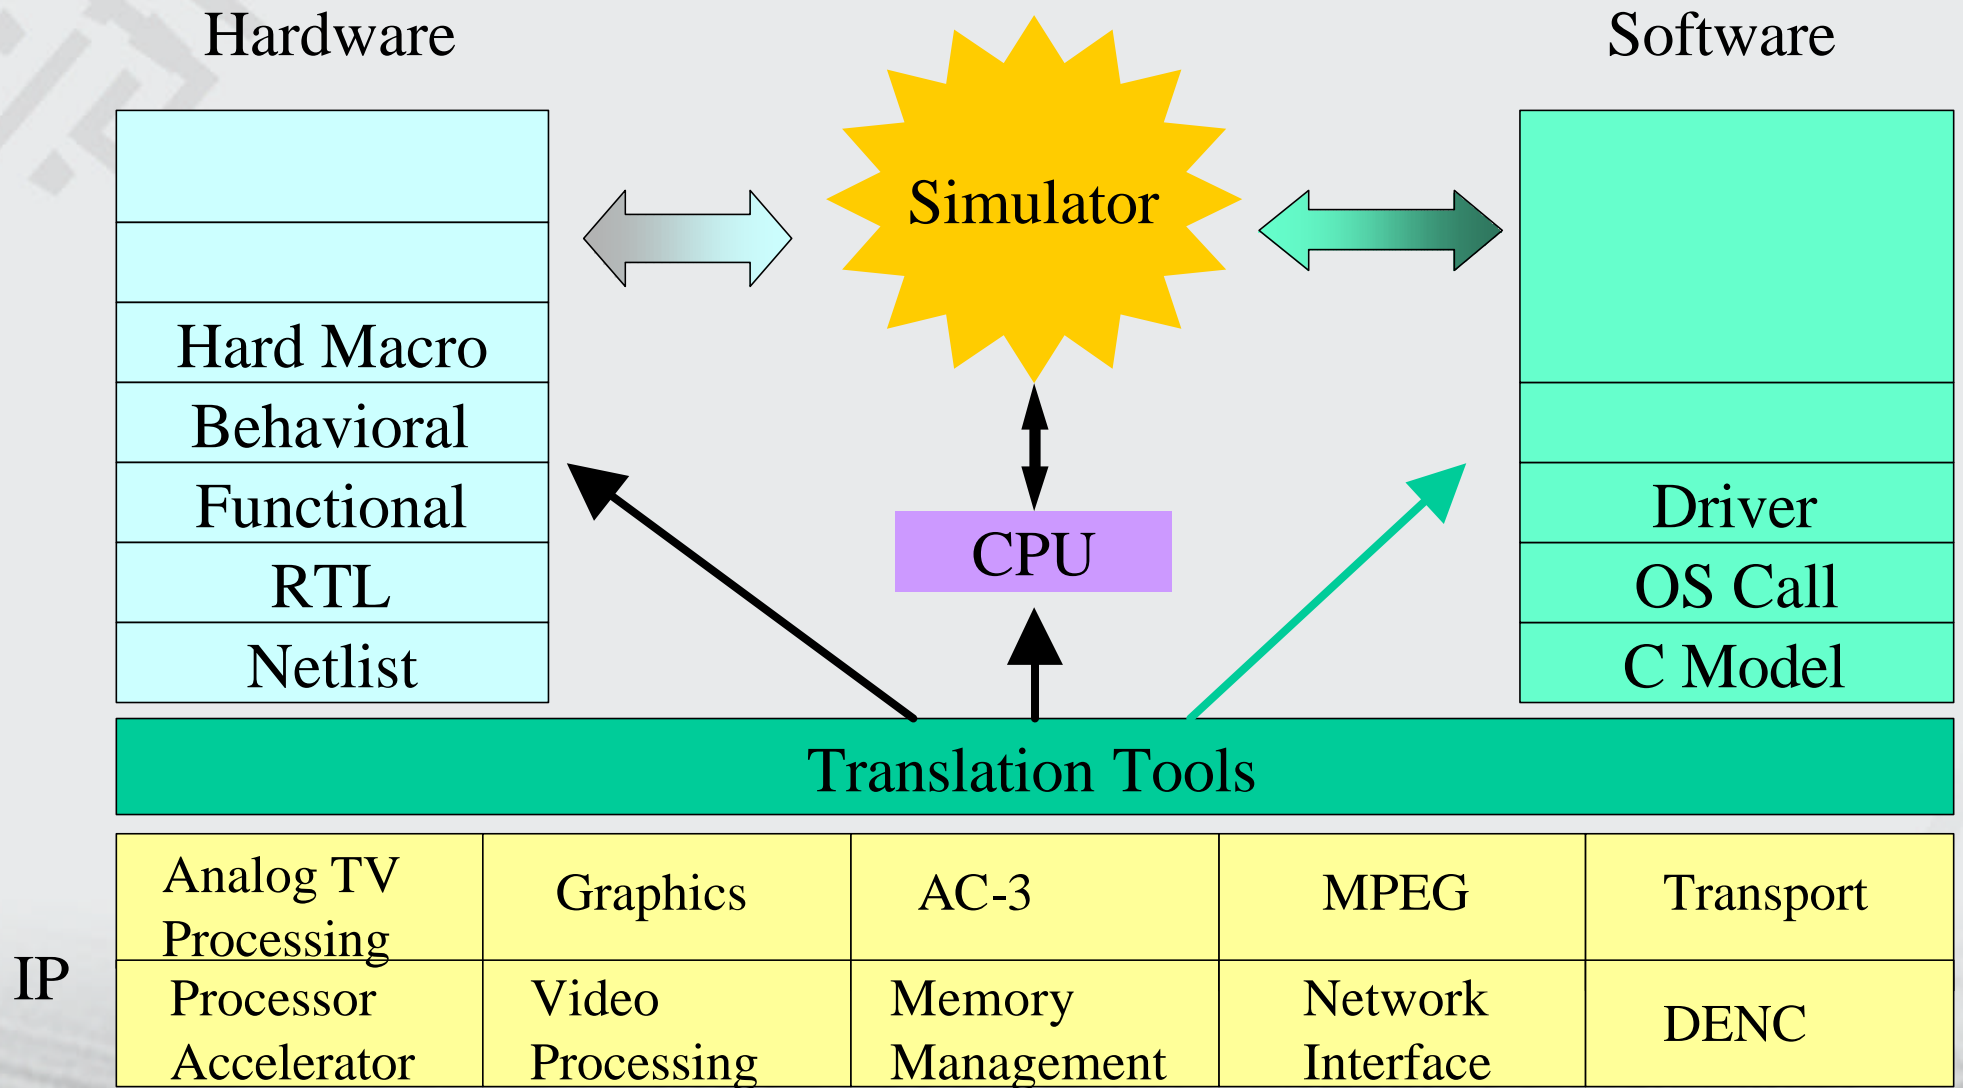 Hardware
Software
Simulator
Hard Macro
Behavioral
Functional
RTL
Netlist
CPU
Driver
OS Call
C Model
Translation Tools
IP
Analog TV
Processing
Graphics
AC-3
MPEG
Transport
Processor
Accelerator
Video
Processing
Memory
Management
Network
Interface
DENC